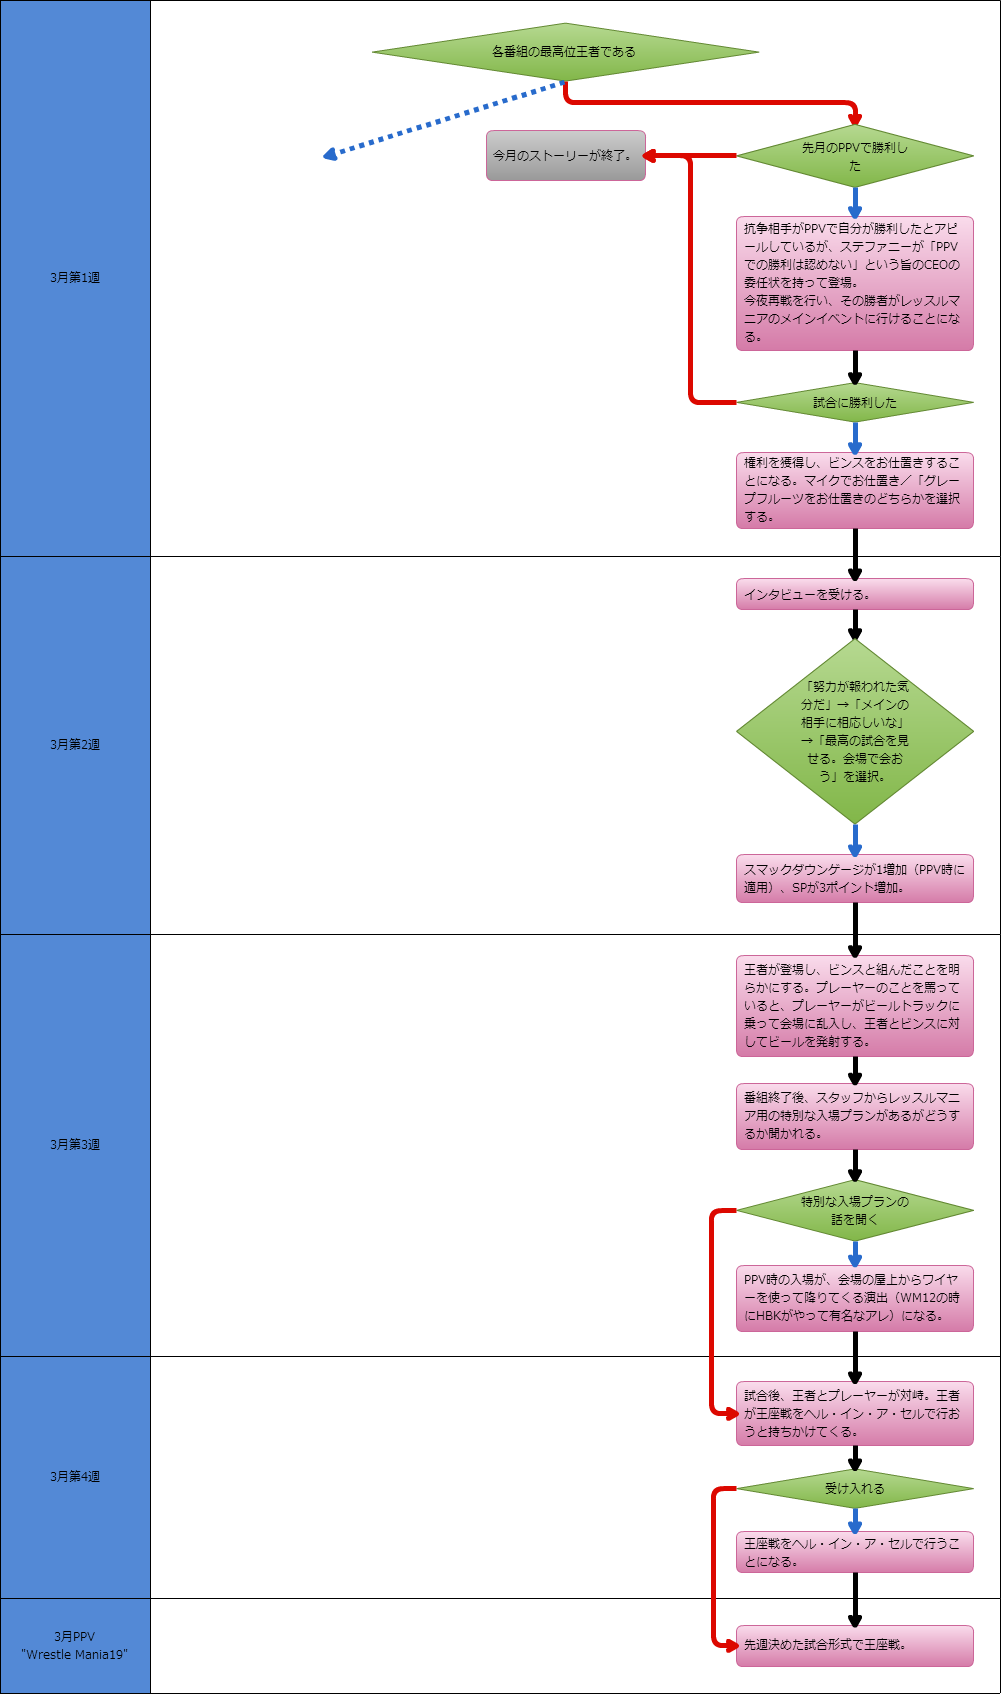 各番組の最高位王者である
先月のPPVで勝利し
た
今月のストーリーが終了。
3月第1週
抗争相手がPPVで自分が勝利したとアピ
ールしているが、ステファニーが「PPV
での勝利は認めない」という旨のCEOの
委任状を持って登場。
今夜再戦を行い、その勝者がレッスルマ
ニアのメインイベントに行けることにな
る。
試合に勝利した
権利を獲得し、ビンスをお仕置きするこ
とになる。マイクでお仕置き／「グレー
プフルーツをお仕置きのどちらかを選択
する。
3月第2週
インタビューを受ける。
「努力が報われた気
分だ」→「メインの
相手に相応しいな」
→「最高の試合を見
せる。会場で会お
う」を選択。
スマックダウンゲージが1増加（PPV時に
適用）、SPが3ポイント増加。
3月第3週
王者が登場し、ビンスと組んだことを明
らかにする。プレーヤーのことを罵って
いると、プレーヤーがビールトラックに
乗って会場に乱入し、王者とビンスに対
してビールを発射する。
番組終了後、スタッフからレッスルマニ
ア用の特別な入場プランがあるがどうす
るか聞かれる。
特別な入場プランの
話を聞く
PPV時の入場が、会場の屋上からワイヤ
ーを使って降りてくる演出（WM12の時
にHBKがやって有名なアレ）になる。
3月第4週
試合後、王者とプレーヤーが対峙。王者
が王座戦をヘル・イン・ア・セルで行お
うと持ちかけてくる。
受け入れる
王座戦をヘル・イン・ア・セルで行うこ
とになる。
3月PPV
"Wrestle Mania19"
先週決めた試合形式で王座戦。